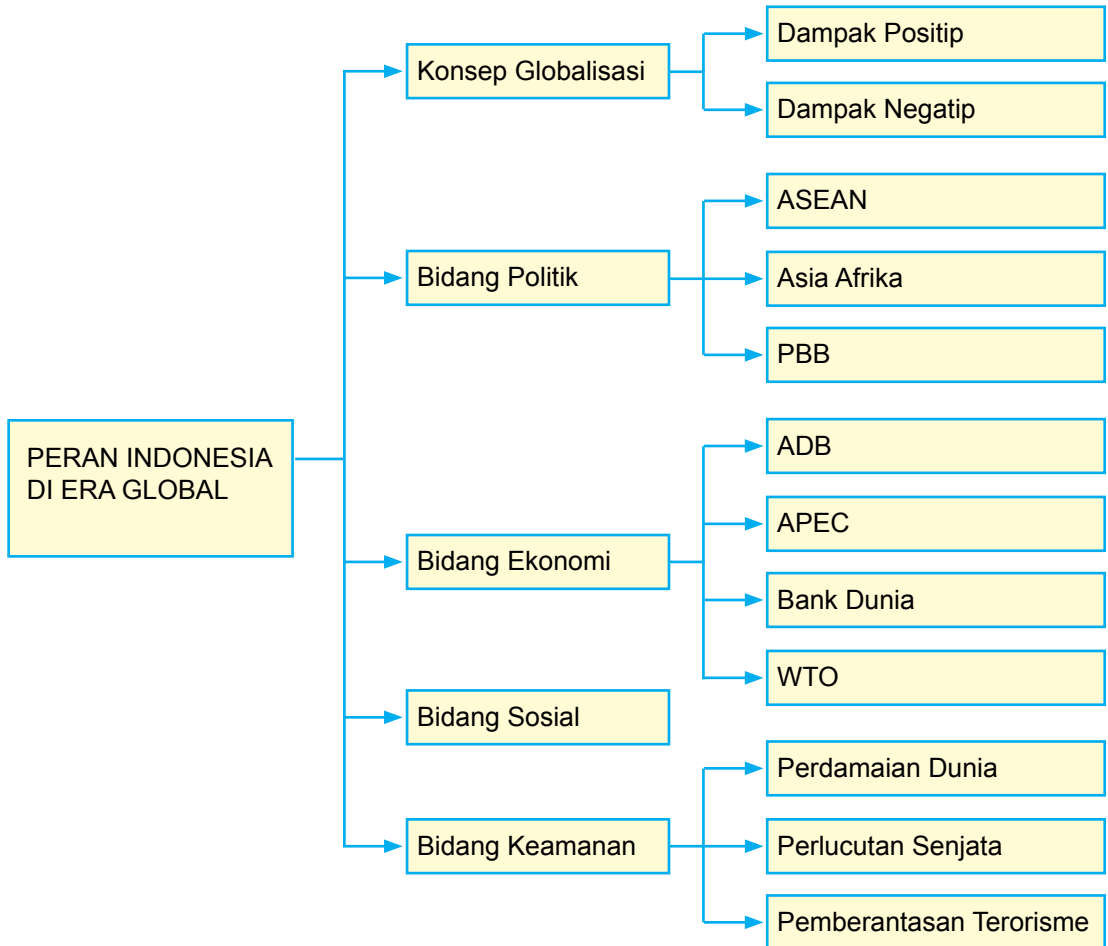 PERAN INDONESIA
DI ERA GLOBAL
Konsep Globalisasi
Dampak Positip
Dampak Negatip
Bidang Politik
ASEAN
Asia Afrika
PBB
Bidang Ekonomi
ADB
APEC
Bank Dunia
WTO
Bidang Sosial
Bidang Keamanan
Perdamaian Dunia
Perlucutan Senjata
Pemberantasan Terorisme